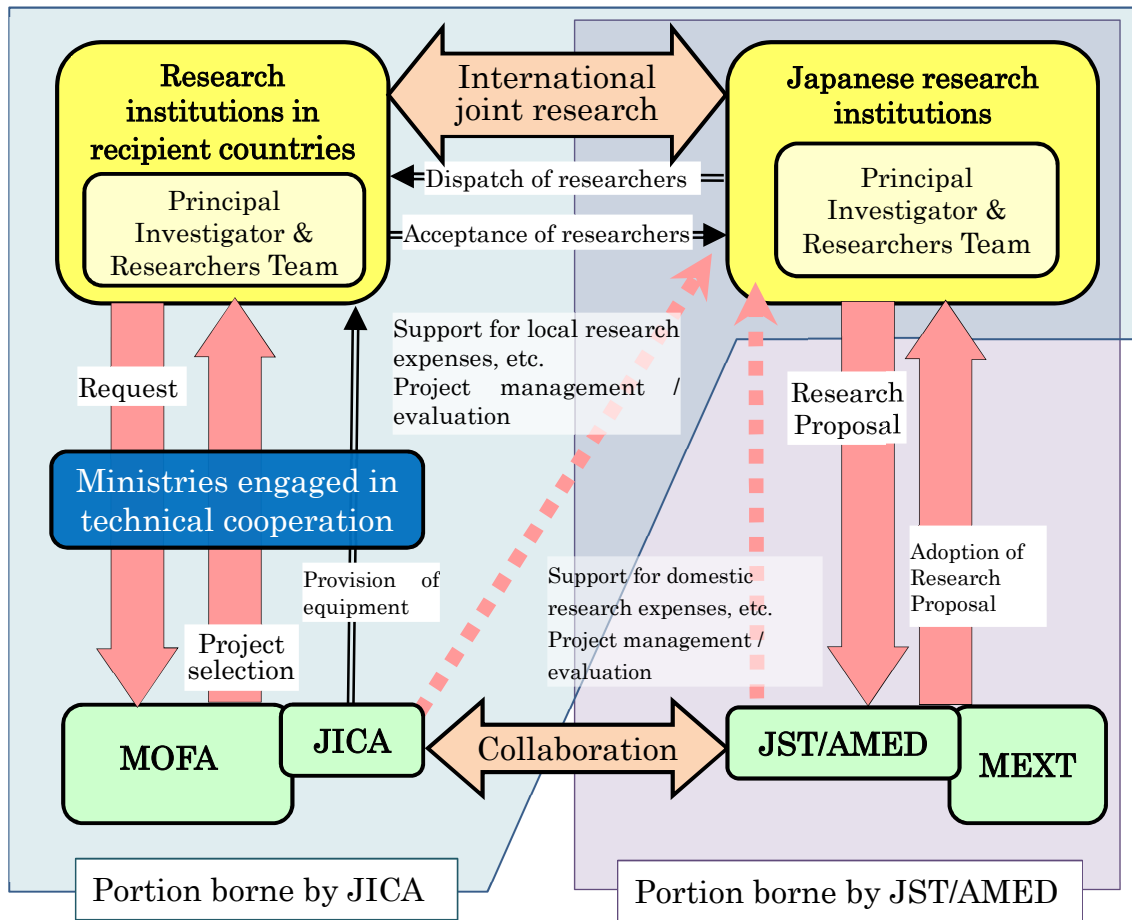 Research
institutions in
recipient countries
Principal
Investigator &
Researchers Team
International
joint research
Japanese research
institutions
Principal
Investigator &
Researchers Team
Dispatch of researchers
Acceptance of researchers
Support for local research
expenses, etc.
Project management /
evaluation
Request
Research
Proposal
Ministries engaged in
technical cooperation
Provision of
equipment
Project
selection
Support for domestic
research expenses, etc.
Project management /
evaluation
Adoption of
Research
Proposal
MOFA
JICA
Collaboration
JST/AMED
MEXT
Portion borne by JICA
Portion borne by JST/AMED